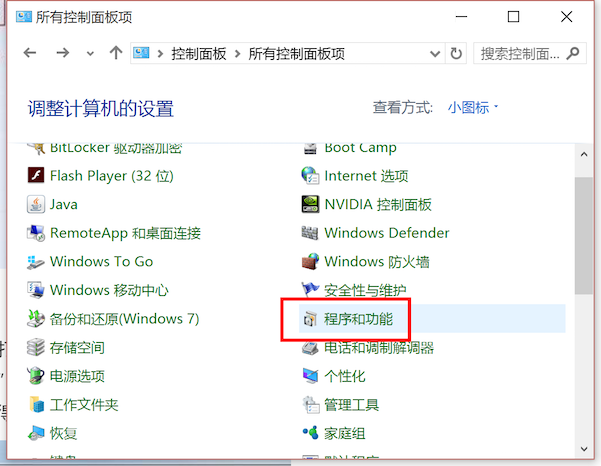 所有控制面板项
控制面板 所有控制面板项
搜索控制面...
调整计算机的设置
查看方式: 小图标
BitLocker 驱动器加密
Boot Camp
Flash Player (32 位)
Internet 选项
Java
NVIDIA 控制面板
RemoteApp 和桌面连接
Windows Defender
Windows To Go
Windows 防火墙
Windows 移动中心
安全性与维护
备份和还原(Windows 7)
程序和功能
存储空间
电话和调制解调器
电源选项
个性化
工作文件夹
管理工具
恢复
家庭组
键盘
默认程序